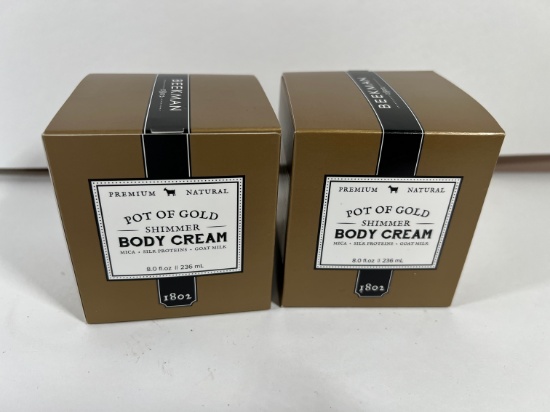 BEEKMAN
1802
PREMIUM NATURAL
POT OF GOLD
SHIMMER
BODY CREAM
MICA • SILK PROTEINS • GOAT MILK
8.0 fl.oz // 236 mL
1802
BEEKMAN
1802
PREMIUM NATURAL
POT OF GOLD
SHIMMER
BODY CREAM
MICA • SILK PROTEINS • GOAT MILK
8.0 fl.oz // 236 mL
1802